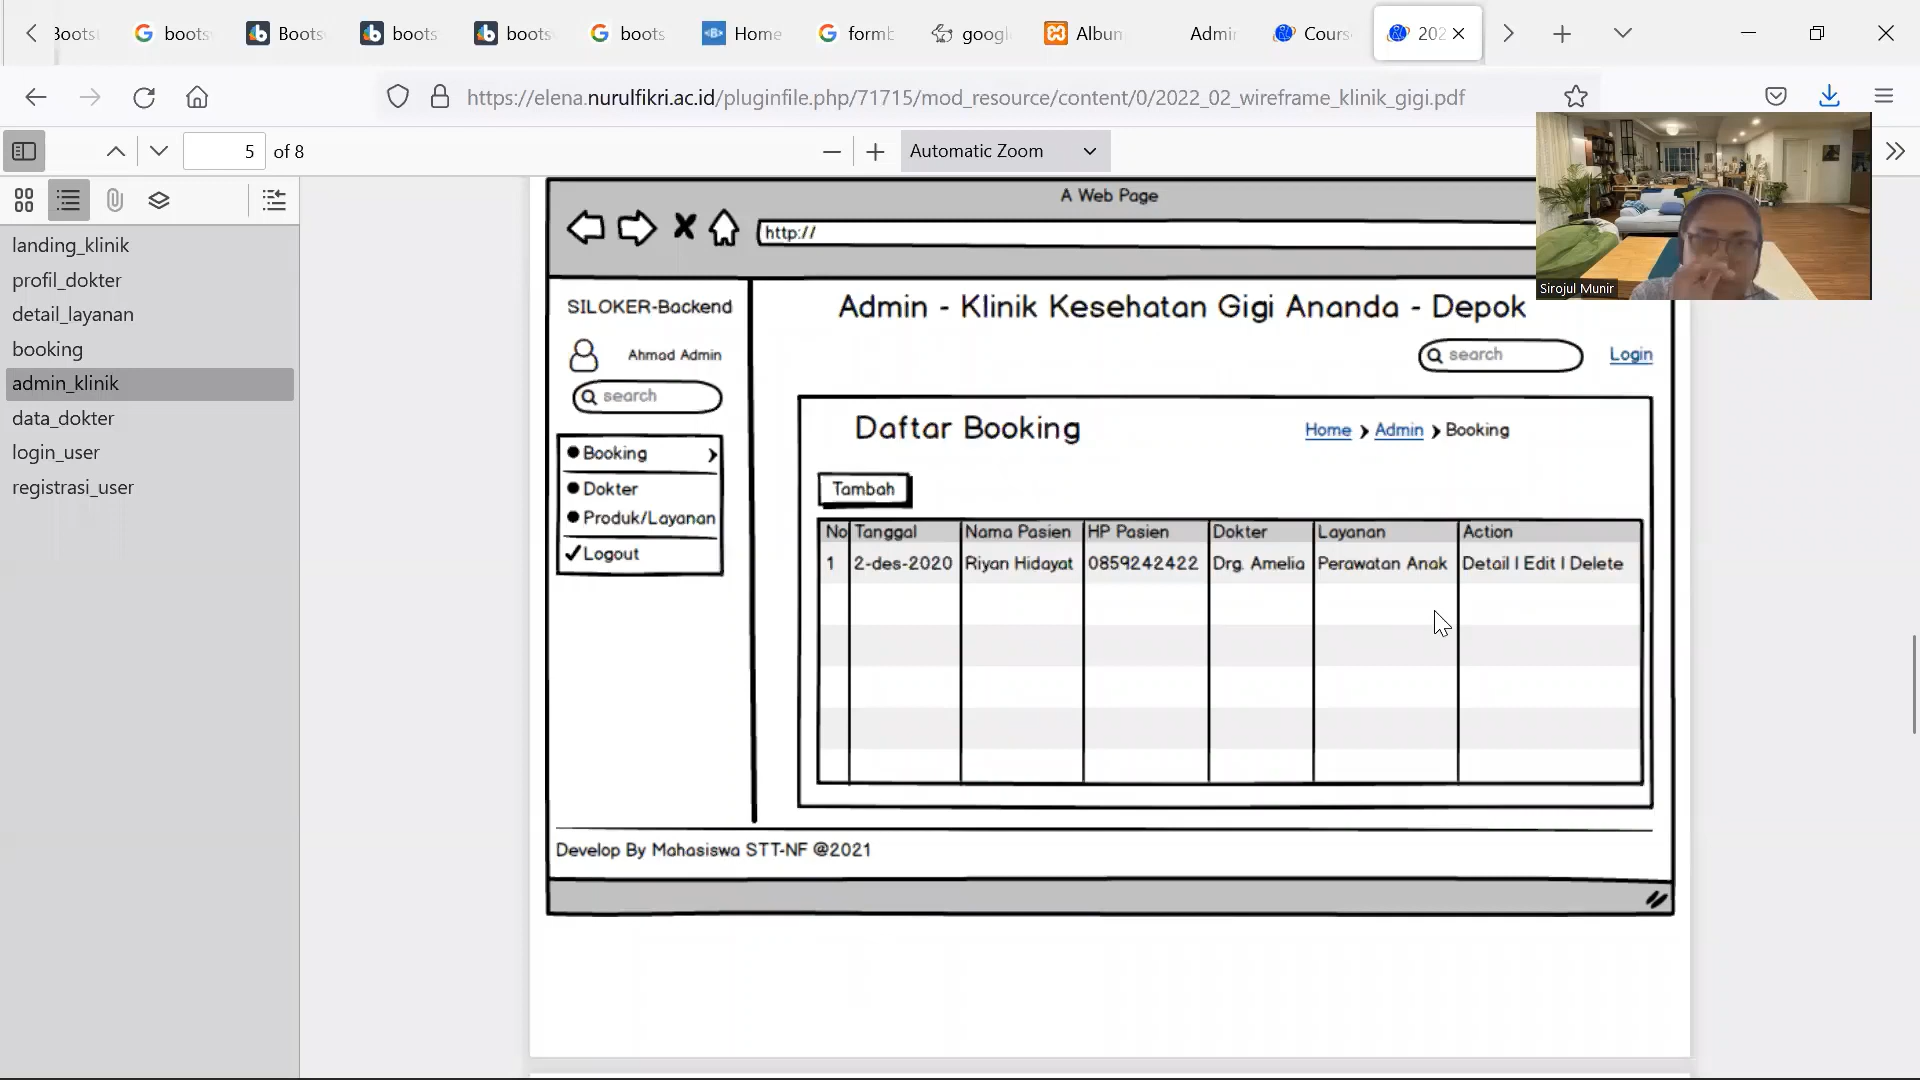 Boots
boots
Boots
boots
boots
boots
Home
formb
googl
Album
Admin
Cours
202
https://elena.nurulfikri.ac.id/pluginfile.php/71715/mod_resource/content/0/2022_02_wireframe_klinik_gigi.pdf
5 of 8
Automatic Zoom
landing_klinik
profil_dokter
detail_layanan
booking
admin_klinik
data_dokter
login_user
registrasi_user
A Web Page
http://
SILOKER-Backend
Ahmad Admin
search
Booking
Dokter
Produk/Layanan
Logout
Admin - Klinik Kesehatan Gigi Ananda - Depok
search
Login
Daftar Booking
Home > Admin > Booking
Tambah
No Tanggal Nama Pasien HP Pasien Dokter Layanan Action
1 2-des-2020 Riyan Hidayat 0859242422 Drg. Amelia Perawatan Anak Detail | Edit | Delete
Develop By Mahasiswa STT-NF @2021
Sirojul Munir